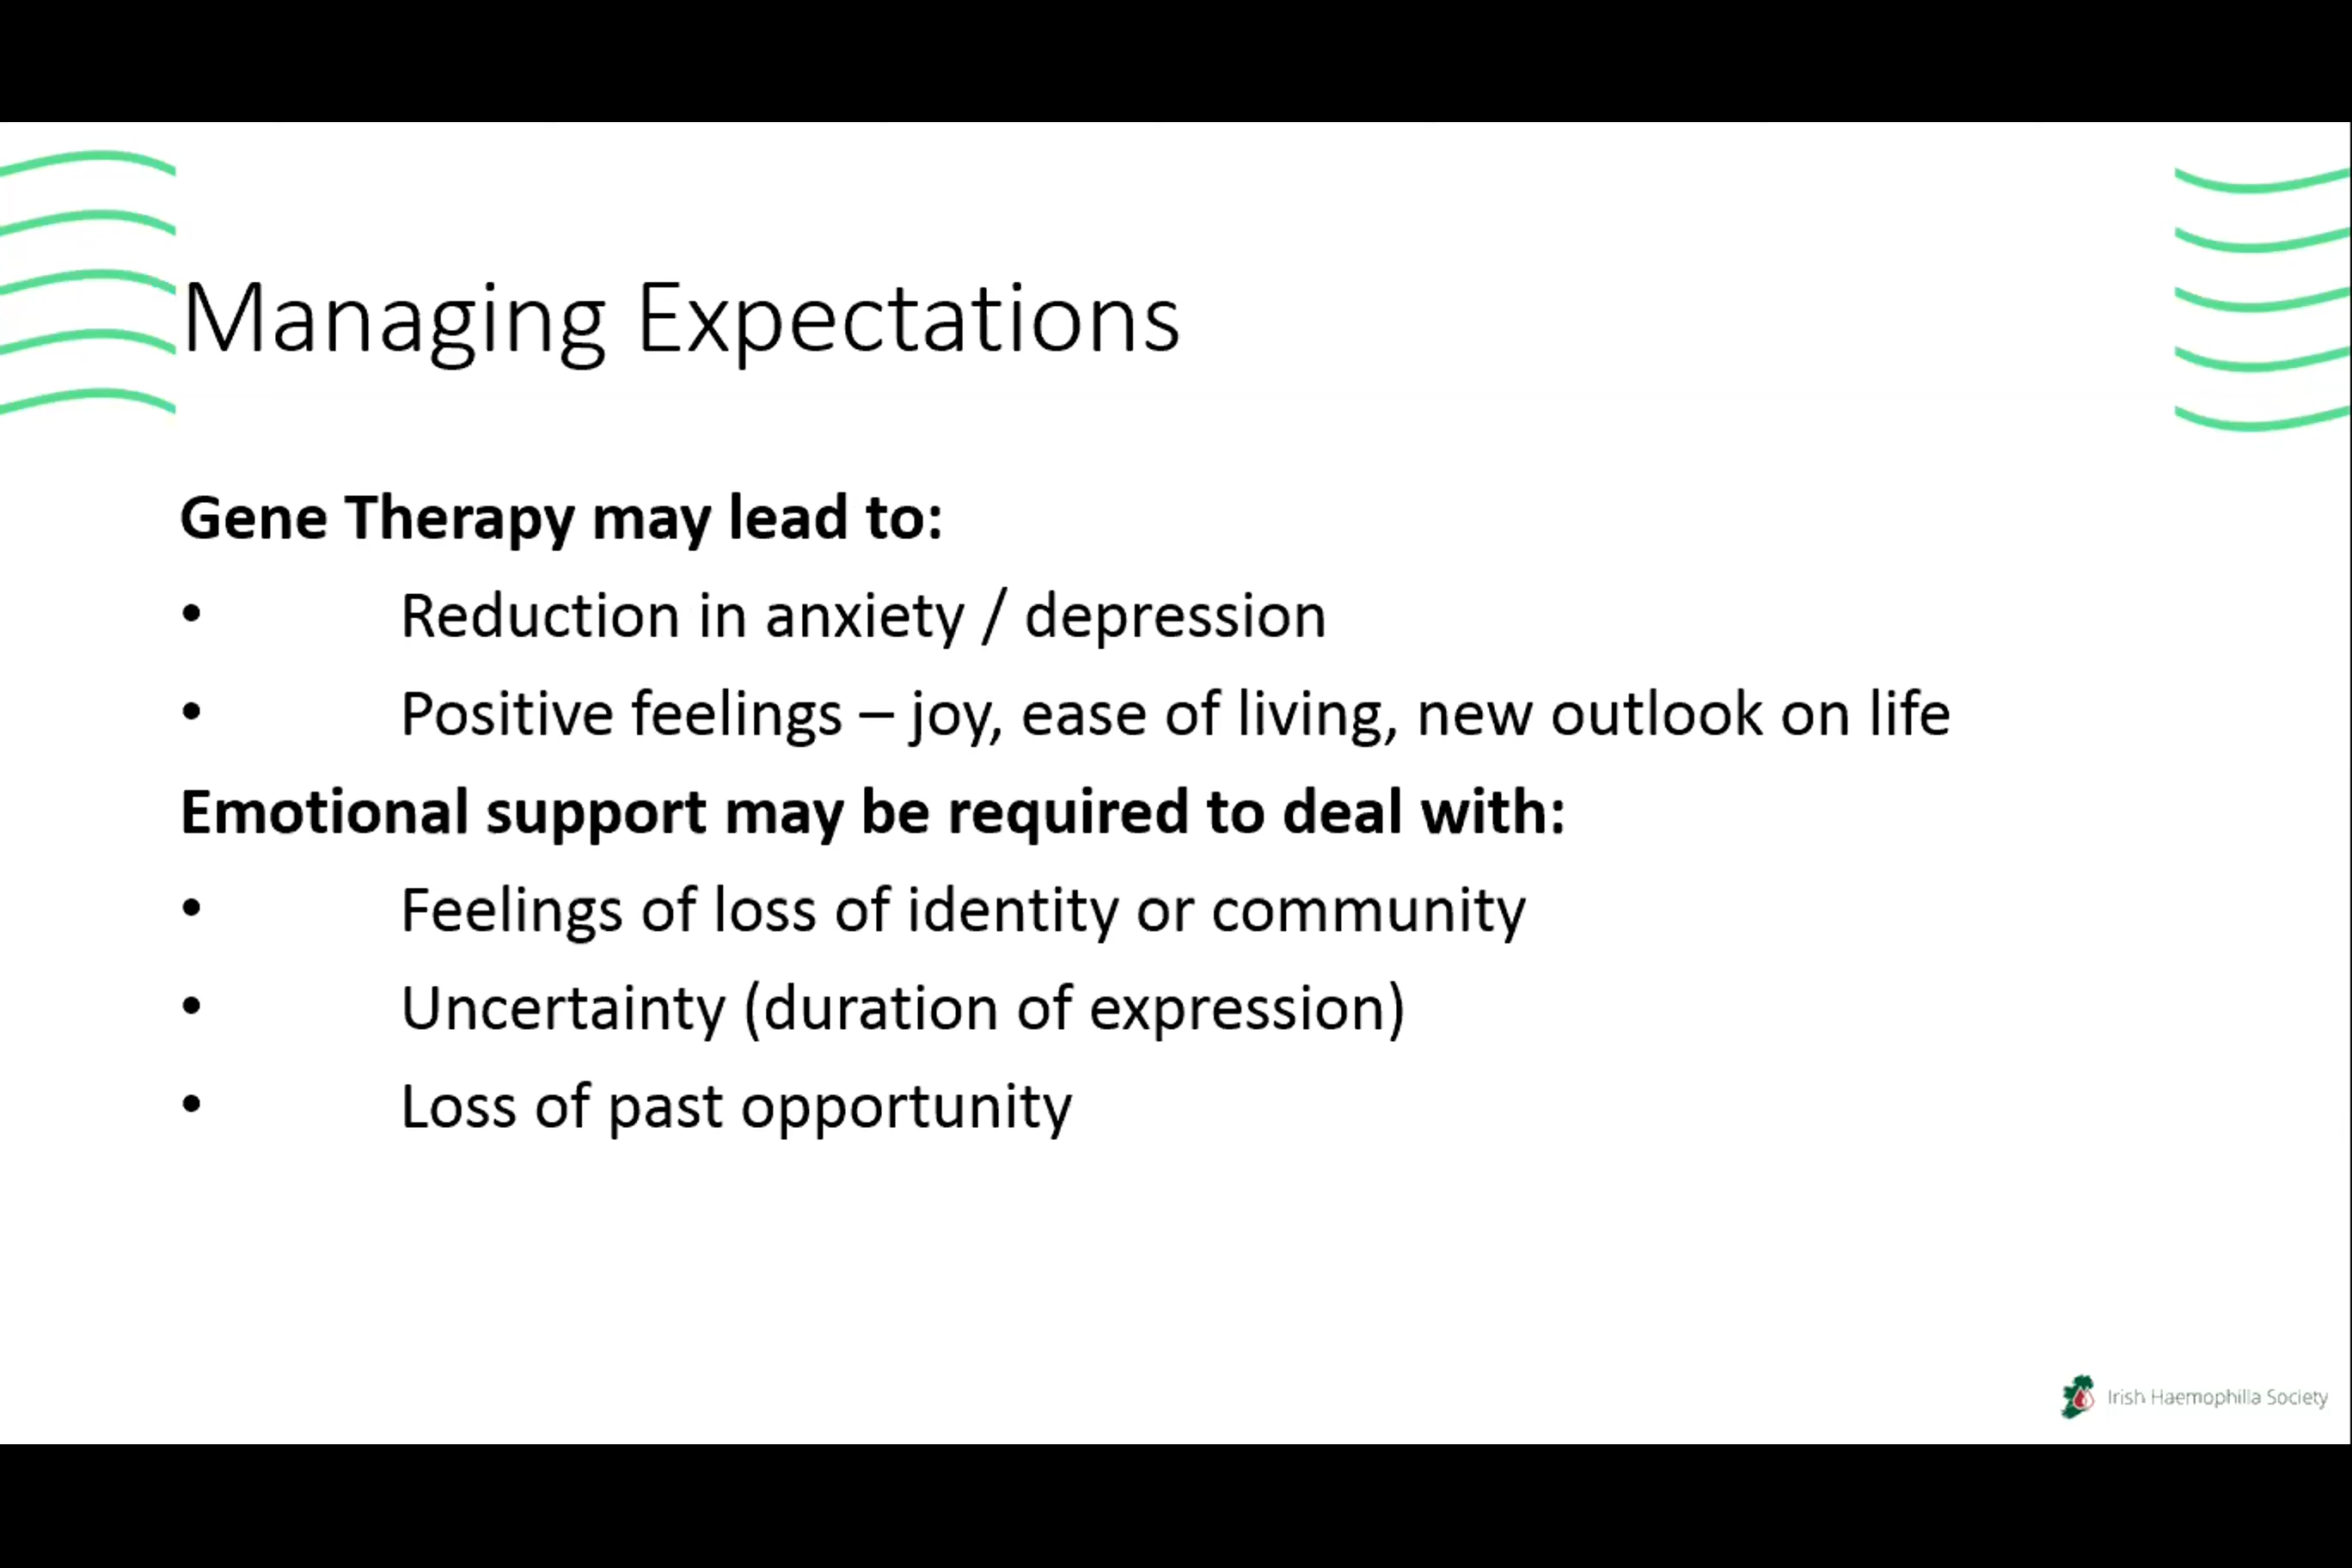 Managing Expectations
Gene Therapy may lead to:
• Reduction in anxiety / depression
• Positive feelings – joy, ease of living, new outlook on life
Emotional support may be required to deal with:
• Feelings of loss of identity or community
• Uncertainty (duration of expression)
• Loss of past opportunity
Irish Haemophilia Society